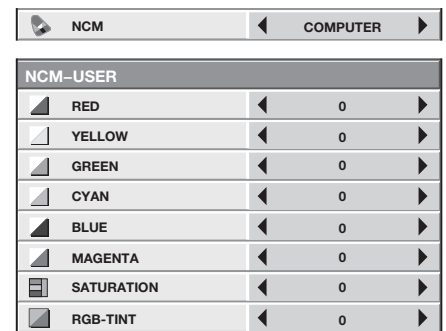 NCM COMPUTER
NCM–USER
RED 0
YELLOW 0
GREEN 0
CYAN 0
BLUE 0
MAGENTA 0
SATURATION 0
RGB-TINT 0